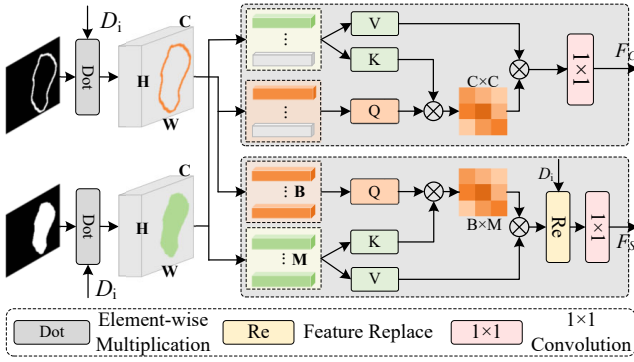 D_i
C
Dot
H
W
V
K
Q
C×C
1×1
F_C
C
Dot
H
W
D_i
B
M
Q
K
V
B×M
D_i
Re
1×1
F_S
Dot
Element-wise
Multiplication
Re
Feature Replace
1×1
1×1
Convolution